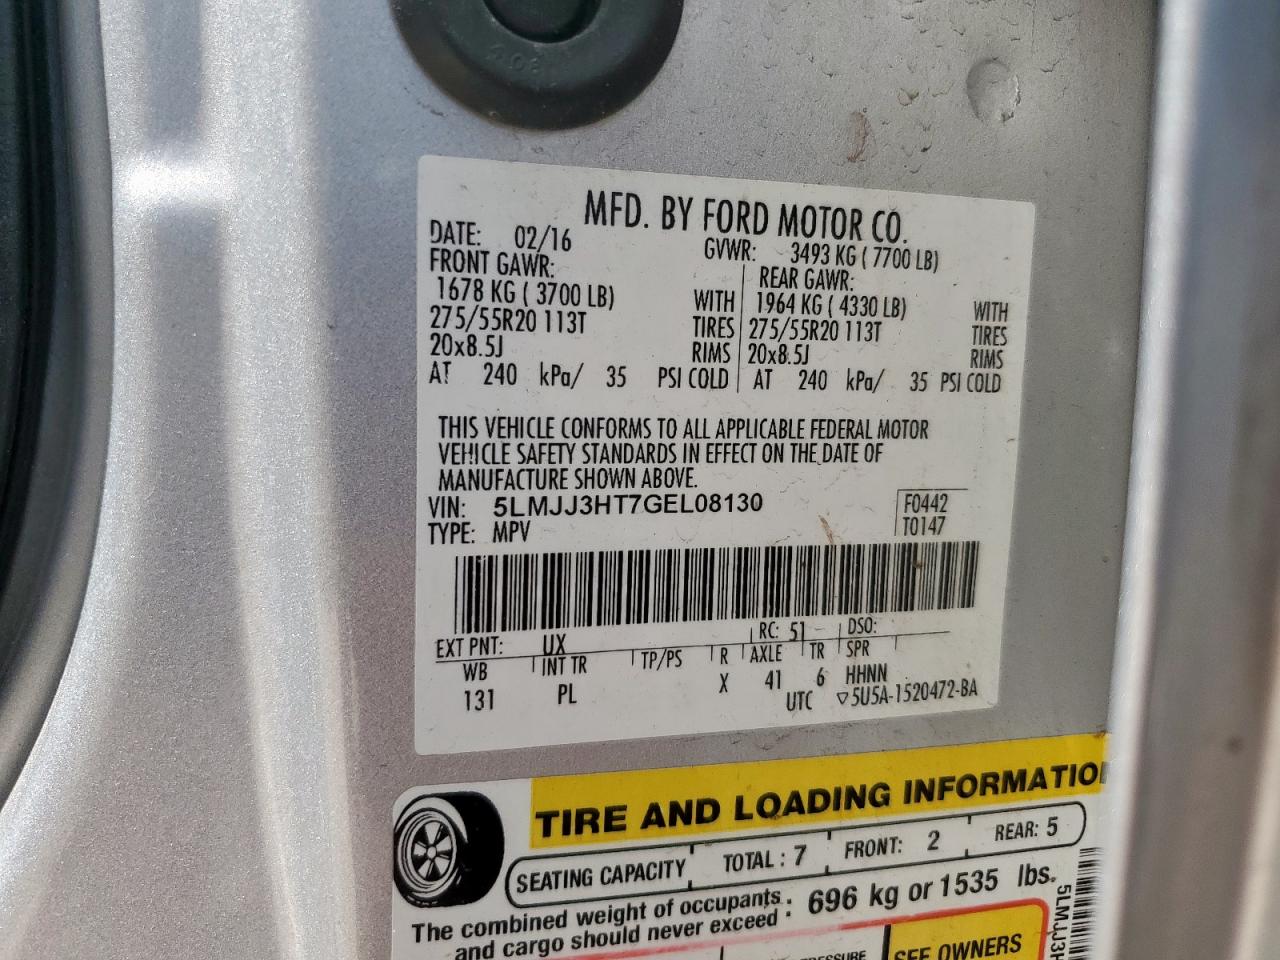 MFD. BY FORD MOTOR CO.
DATE: 02/16 GVWR: 3493 KG ( 7700 LB)
FRONT GAWR: REAR GAWR:
1678 KG ( 3700 LB) WITH 1964 KG ( 4330 LB) WITH
275/55R20 113T TIRES 275/55R20 113T TIRES
20x8.5J RIMS 20x8.5J RIMS
AT 240 kPa/ 35 PSI COLD AT 240 kPa/ 35 PSI COLD
THIS VEHICLE CONFORMS TO ALL APPLICABLE FEDERAL MOTOR
VEHICLE SAFETY STANDARDS IN EFFECT ON THE DATE OF
MANUFACTURE SHOWN ABOVE.
VIN: 5LMJJ3HT7GEL08130 F0442
TYPE: MPV T0147
EXT PNT: UX RC: 51 DSO:
WB INT TR TP/PS R AXLE TR SPR
131 PL X 41 6 HHNN
UTC ▽5U5A-1520472-BA
TIRE AND LOADING INFORMATIO
SEATING CAPACITY TOTAL : 7 FRONT: 2 REAR: 5
The combined weight of occupants : 696 kg or 1535 lbs.
and cargo should never exceed
5LMJJ3H
PRESSURE SEE OWNERS